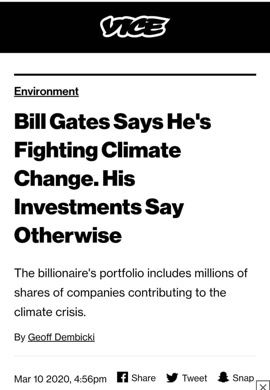 VICE
Environment
Bill Gates Says He's
Fighting Climate
Change. His
Investments Say
Otherwise
The billionaire's portfolio includes millions of
shares of companies contributing to the
climate crisis.
By Geoff Dembicki
Mar 10 2020, 4:56pm Share Tweet Snap